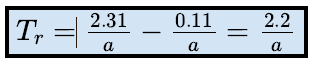 T_r = | 2.31/a − 0.11/a = 2.2/a